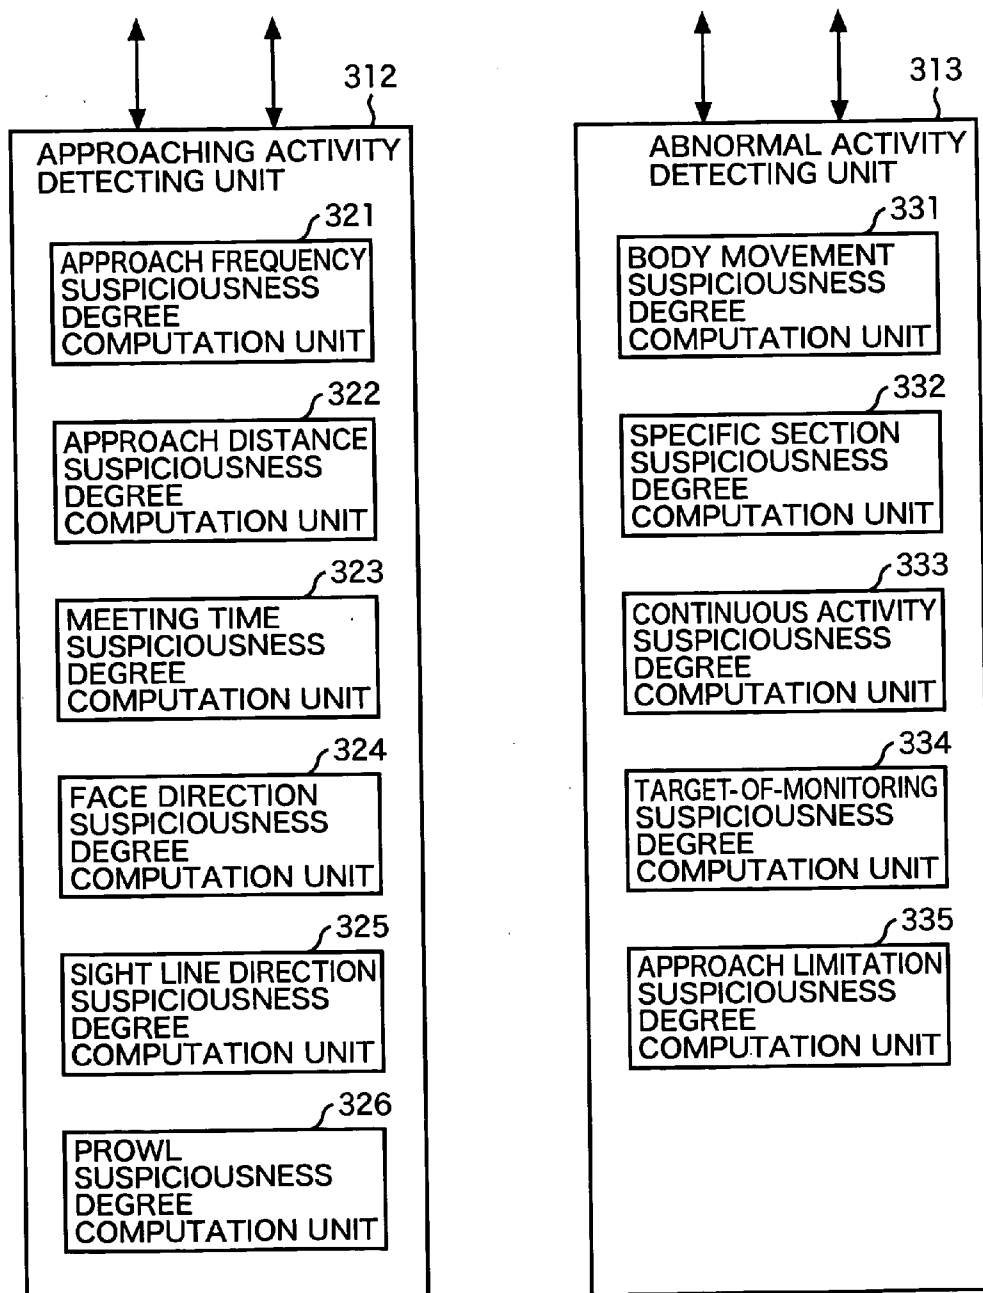 312
APPROACHING ACTIVITY
DETECTING UNIT
321
APPROACH FREQUENCY
SUSPICIOUSNESS
DEGREE
COMPUTATION UNIT
322
APPROACH DISTANCE
SUSPICIOUSNESS
DEGREE
COMPUTATION UNIT
323
MEETING TIME
SUSPICIOUSNESS
DEGREE
COMPUTATION UNIT
324
FACE DIRECTION
SUSPICIOUSNESS
DEGREE
COMPUTATION UNIT
325
SIGHT LINE DIRECTION
SUSPICIOUSNESS
DEGREE
COMPUTATION UNIT
326
PROWL
SUSPICIOUSNESS
DEGREE
COMPUTATION UNIT
313
ABNORMAL ACTIVITY
DETECTING UNIT
331
BODY MOVEMENT
SUSPICIOUSNESS
DEGREE
COMPUTATION UNIT
332
SPECIFIC SECTION
SUSPICIOUSNESS
DEGREE
COMPUTATION UNIT
333
CONTINUOUS ACTIVITY
SUSPICIOUSNESS
DEGREE
COMPUTATION UNIT
334
TARGET-OF-MONITORING
SUSPICIOUSNESS
DEGREE
COMPUTATION UNIT
335
APPROACH LIMITATION
SUSPICIOUSNESS
DEGREE
COMPUTATION UNIT